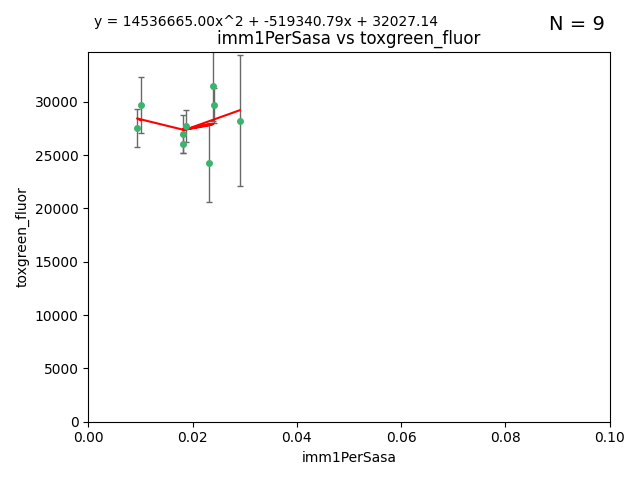 y = 14536665.00x^2 + -519340.79x + 32027.14
N = 9
imm1PerSasa vs toxgreen_fluor
30000
25000
20000
15000
10000
5000
0
toxgreen_fluor
0.00 0.02 0.04 0.06 0.08 0.10
imm1PerSasa